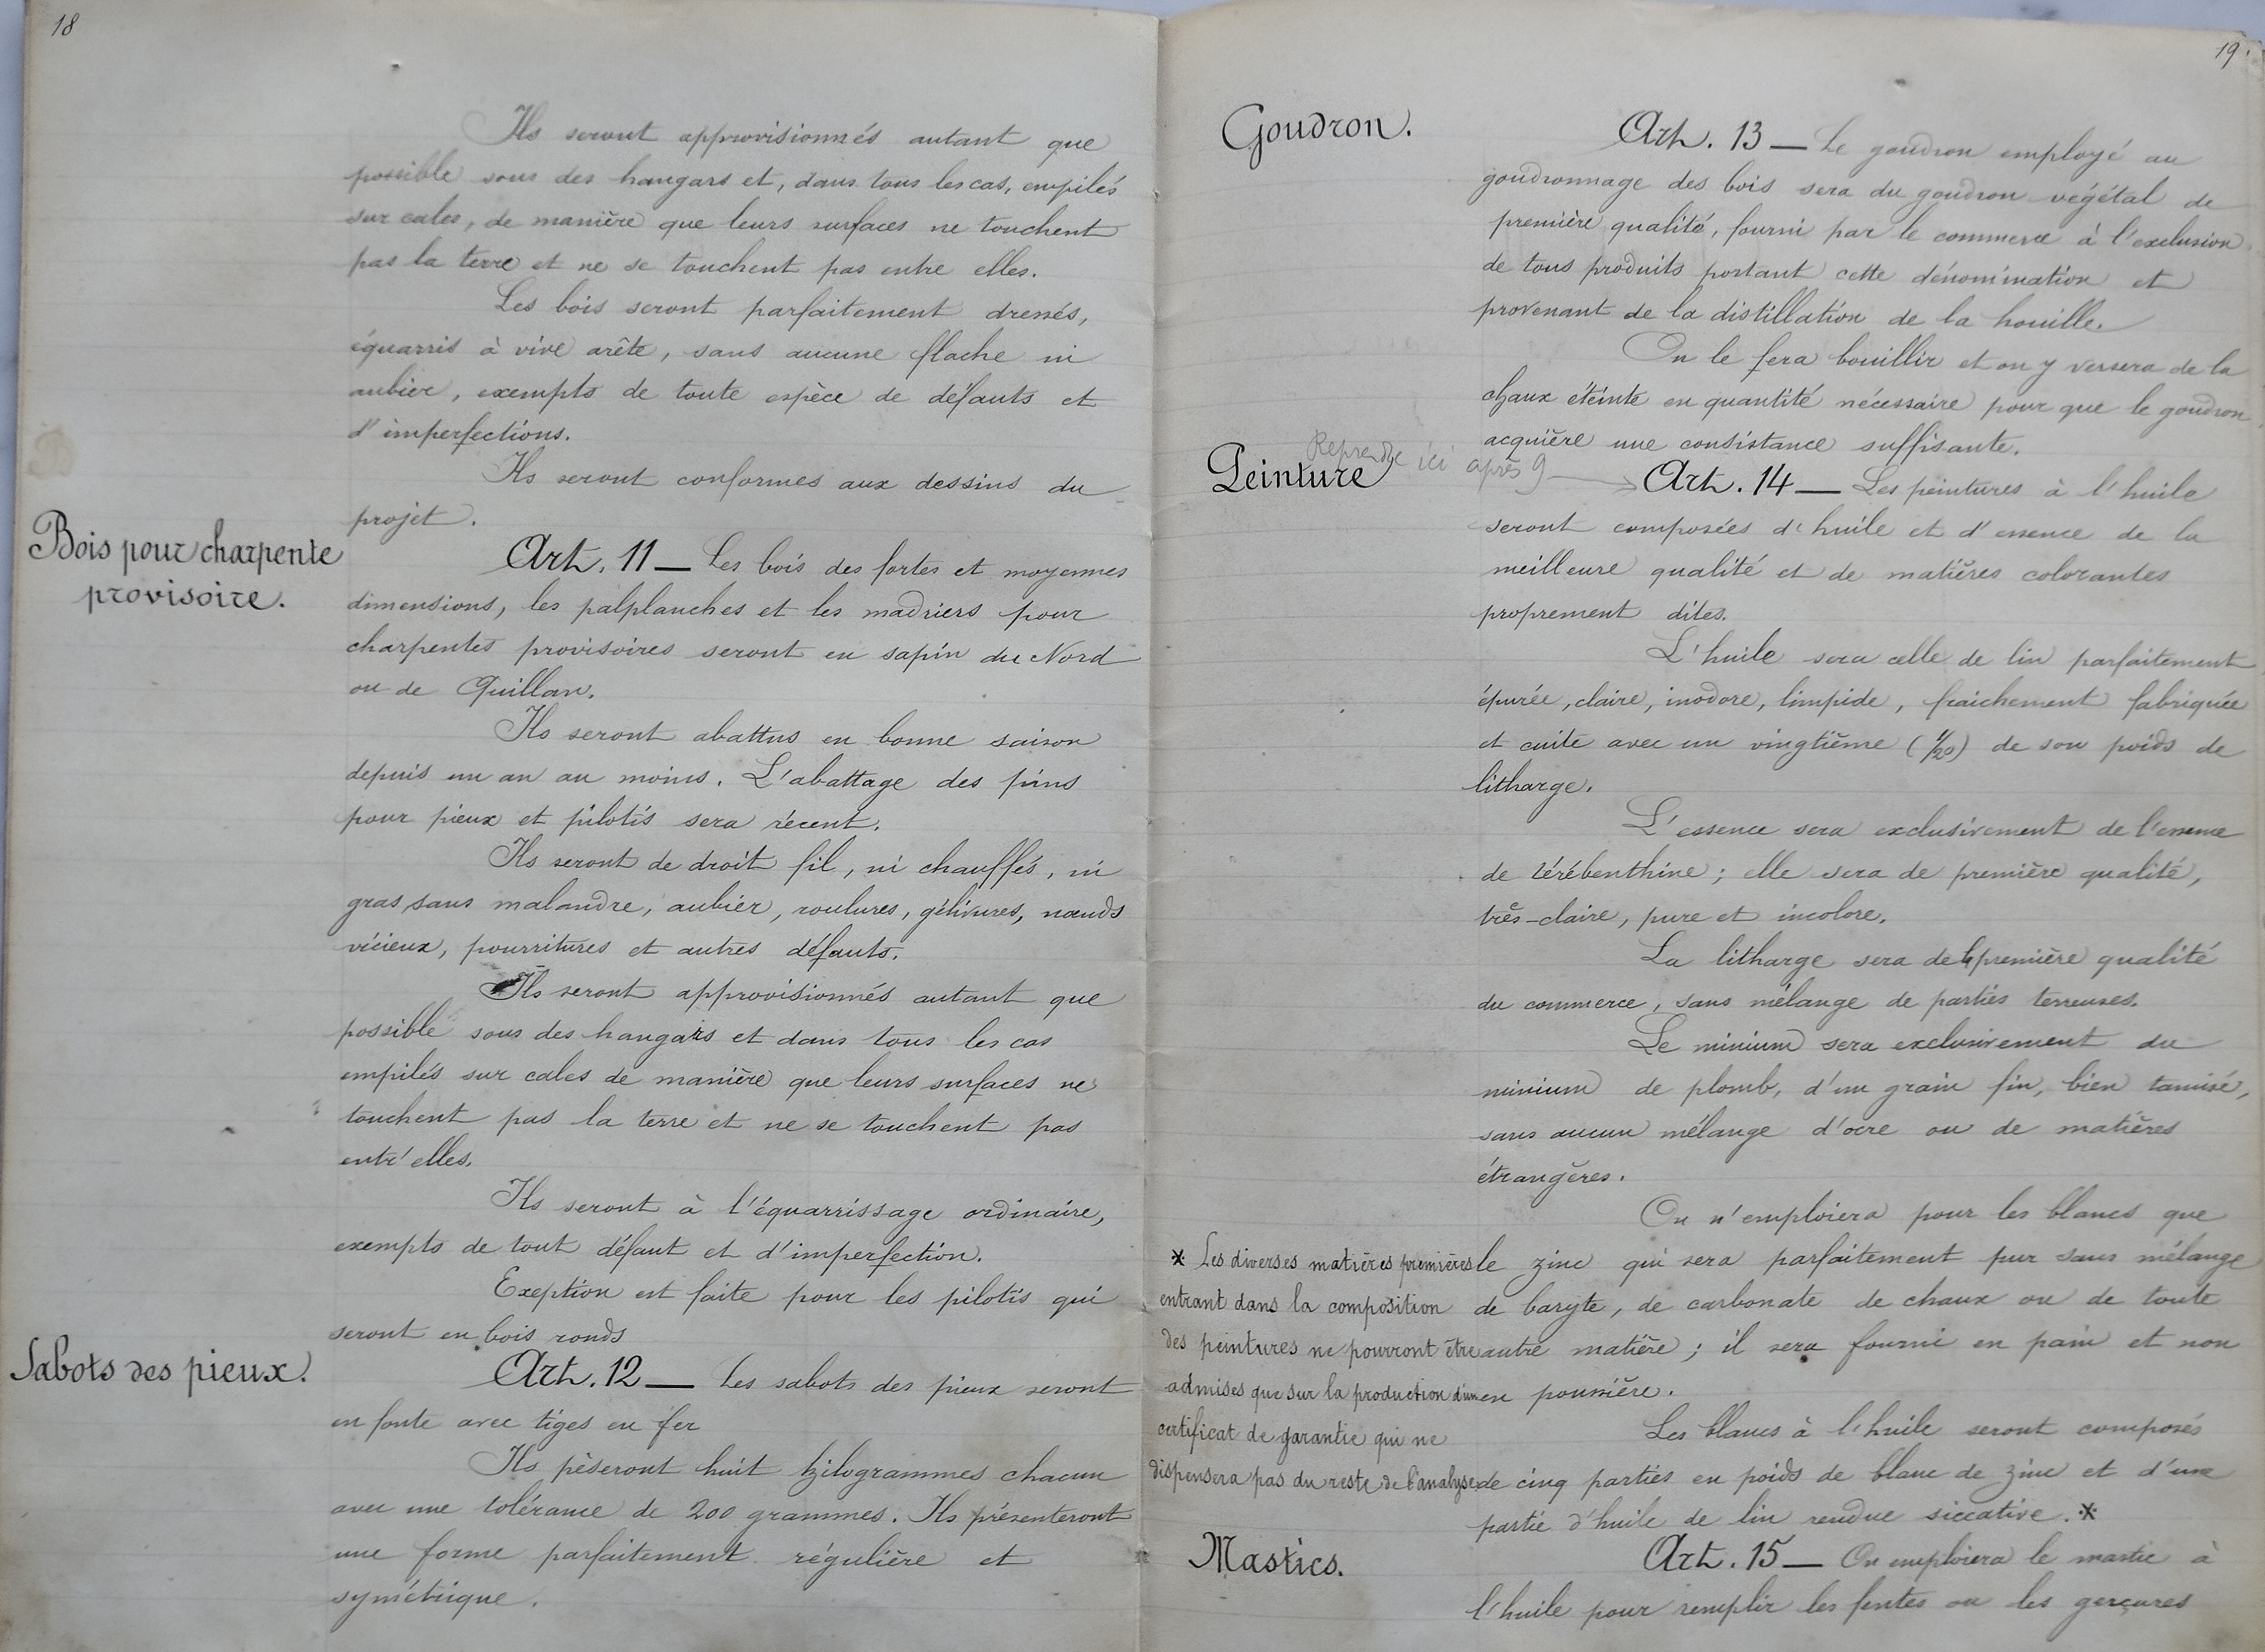 18
Ils seront approvisionnés autant que
possible sous des hangars et, dans tous les cas, empilés
sur cales, de manière que leurs surfaces ne touchent
pas la terre et ne se touchent pas entre elles.
Les bois seront parfaitement dressés,
équarris à vive arête, sans aucune flache ni
aubier, exempts de toute espèce de défauts et
d'imperfections.
Ils seront conformes aux dessins du
projet.
Bois pour charpente
provisoire.
Art. 11 — Les bois des fortes et moyennes
dimensions, les palplanches et les madriers pour
charpentes provisoires seront en sapin du Nord
ou de Quillan.
Ils seront abattus en bonne saison
depuis un an au moins. L'abattage des pins
pour pieux et pilotis sera récent.
Ils seront de droit fil, ni chauffés, ni
gras, sans malandre, aubier, roulures, gélivures, nœuds
vicieux, pourritures et autres défauts.
Ils seront approvisionnés autant que
possible sous des hangars et dans tous les cas
empilés sur cales de manière que leurs surfaces ne
touchent pas la terre et ne se touchent pas
entr'elles.
Ils seront à l'équarrissage ordinaire,
exempts de tout défaut et d'imperfection.
Exeption est faite pour les pilotis qui
seront en bois ronds
Sabots des pieux.
Art. 12 — Les sabots des pieux seront
en fonte avec tiges en fer
Ils pèseront huit kilogrammes chacun
avec une tolérance de 200 grammes. Ils présenteront
une forme parfaitement régulière et
symétrique.
19.
Goudron.
Art. 13 — Le goudron employé au
goudronnage des bois sera du goudron végétal de
première qualité, fourni par le commerce à l'exclusion
de tous produits portant cette dénomination et
provenant de la distillation de la houille.
On le fera bouillir et on y versera de la
chaux éteinte en quantité nécessaire pour que le goudron
acquière une consistance suffisante.
Reprendre ici après 9
Peinture
Art. 14 — Les peintures à l'huile
seront composées d'huile et d'essence de la
meilleure qualité et de matières colorantes
proprement dites.
L'huile sera celle de lin parfaitement
épurée, claire, inodore, limpide, fraichement fabriquée
et cuite avec un vingtième (1/20) de son poids de
litharge.
L'essence sera exclusivement de l'essence
de térébenthine; elle sera de première qualité,
très-claire, pure et incolore.
La litharge sera de la première qualité
du commerce, sans mélange de parties terreuses.
Le minium sera exclusivement du
minium de plomb, d'un grain fin, bien tamisé,
sans aucun mélange d'ocre ou de matières
étrangères.
On n'emploiera pour les blancs que
le zinc qui sera parfaitement pur sans mélange
de baryte, de carbonate de chaux ou de toute
autre matière; il sera fourni en pain et non
en poussière.
Les blancs à l'huile seront composés
de cinq parties en poids de blanc de zinc et d'une
partie d'huile de lin rendue siccative. *
* Les diverses matières premières
entrant dans la composition
des peintures ne pourront être
admises que sur la production d'un
certificat de garantie qui ne
dispensera pas du reste de l'analyse
Mastics.
Art. 15 — On emploiera le mastic à
l'huile pour remplir les fentes ou les gerçures